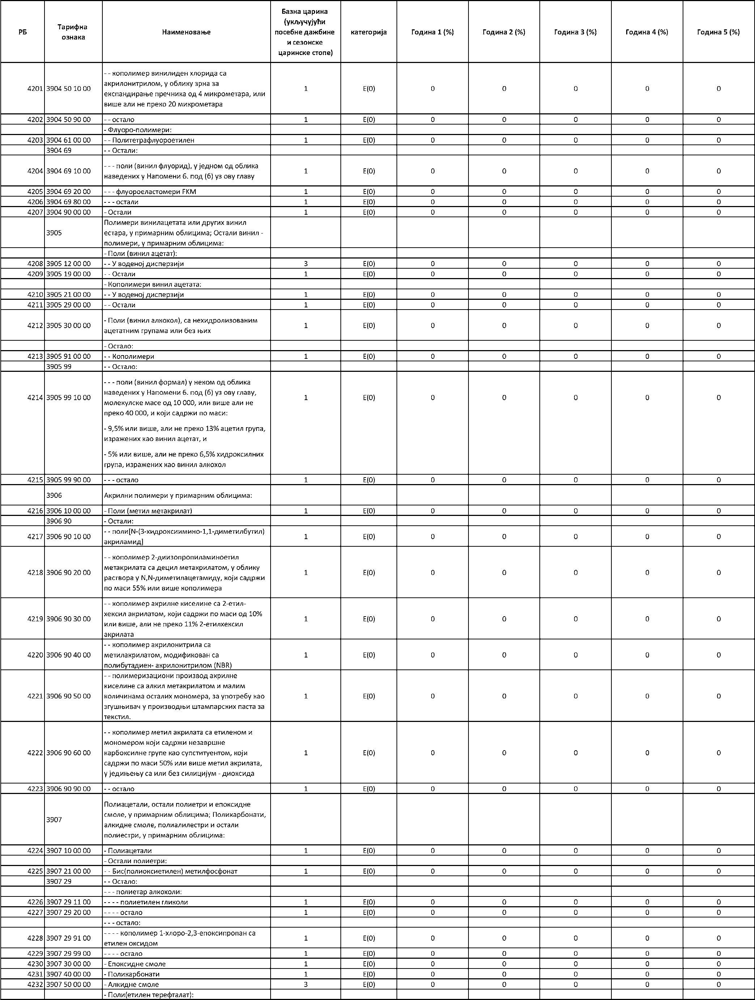 РБ Тарифна ознака Наименовање Базна царина (укључујући посебне дажбине и сезонске царинске стопе) категорија Година 1 (%) Година 2 (%) Година 3 (%) Година 4 (%) Година 5 (%)
4201 3904 50 10 00 - - кополимер винилиден хлорида са
акрилонитрилом, у облику зрна за
експандирање пречника од 4 микрометара, или
више али не преко 20 микрометара 1 E(0) 0 0 0 0 0
4202 3904 50 90 00 - - остало 1 E(0) 0 0 0 0 0
- Флуоро-полимери:
4203 3904 61 00 00 - - Политетрафлуороетилен 1 E(0) 0 0 0 0 0
3904 69 - - Остали:
4204 3904 69 10 00 - - - поли (винил флуорид), у једном од облика
наведених у Напомени 6. под (б) уз ову главу 1 E(0) 0 0 0 0 0
4205 3904 69 20 00 - - - флуороеластомери FKM 1 E(0) 0 0 0 0 0
4206 3904 69 80 00 - - - остали 1 E(0) 0 0 0 0 0
4207 3904 90 00 00 - Остали 1 E(0) 0 0 0 0 0
3905 Полимери винилацетата или других винил
естара, у примарним облицима; Остали винил -
полимери, у примарним облицима:
- Поли (винил ацетат):
4208 3905 12 00 00 - - У воденој дисперзији 3 E(0) 0 0 0 0 0
4209 3905 19 00 00 - - Остали 1 E(0) 0 0 0 0 0
- Кополимери винил ацетата:
4210 3905 21 00 00 - - У воденој дисперзији 1 E(0) 0 0 0 0 0
4211 3905 29 00 00 - - Остали 1 E(0) 0 0 0 0 0
4212 3905 30 00 00 - Поли (винил алкохол), са нехидролизованим
ацетатним групама или без њих 1 E(0) 0 0 0 0 0
- Остало:
4213 3905 91 00 00 - - Кополимери 1 E(0) 0 0 0 0 0
3905 99 - - Остало:
4214 3905 99 10 00 - - - поли (винил формал) у неком од облика
наведених у Напомени 6. под (б) уз ову главу,
молекулске масе од 10 000, или више али не
преко 40 000, и који садржи по маси: 1 E(0) 0 0 0 0 0
- 9,5% или више, али не преко 13% ацетил група,
изражених као винил ацетат, и
- 5% или више, али не преко 6,5% хидроксилних
група, изражених као винил алкохол
4215 3905 99 90 00 - - - остало 1 E(0) 0 0 0 0 0
3906 Акрилни полимери у примарним облицима:
4216 3906 10 00 00 - Поли (метил метакрилат) 1 E(0) 0 0 0 0 0
3906 90 - Остали:
4217 3906 90 10 00 - - поли[N-(3-хидроксиимино-1,1-диметилбутил)
акриламид] 1 E(0) 0 0 0 0 0
4218 3906 90 20 00 - - кополимер 2-диизопропиламиноетил
метакрилата са децил метакрилатом, у облику
раствора у N,N-диметилацетамиду, који садржи
по маси 55% или више кополимера 1 E(0) 0 0 0 0 0
4219 3906 90 30 00 - - кополимер акрилне киселине са 2-етил-
хексил акрилатом, који садржи по маси од 10%
или више, али не преко 11% 2-етилхексил
акрилата 1 E(0) 0 0 0 0 0
4220 3906 90 40 00 - - кополимер акрилонитрила са
метилакрилатом, модификован са
полибутадиен- акрилонитрилом (NBR) 1 E(0) 0 0 0 0 0
4221 3906 90 50 00 - - полимеризациони производ акрилне
киселине са алкил метакрилатом и малим
количинама осталих мономера, за употребу као
згушњивач у производњи штампарских паста за
текстил. 1 E(0) 0 0 0 0 0
4222 3906 90 60 00 - - кополимер метил акрилата са етиленом и
мономером који садржи незавршне
карбоксилне групе као супституентом, који
садржи по маси 50% или више метил акрилата,
у једињењу са или без силицијум - диоксида 1 E(0) 0 0 0 0 0
4223 3906 90 90 00 - - остало 1 E(0) 0 0 0 0 0
3907 Полиацетали, остали полиетри и епоксидне
смоле, у примарним облицима; Поликарбонати,
алкидне смоле, полиалилестри и остали
полиестри, у примарним облицима:
4224 3907 10 00 00 - Полиацетали 1 E(0) 0 0 0 0 0
- Остали полиетри:
4225 3907 21 00 00 - - Бис(полиоксиетилен) метилфосфонат 1 E(0) 0 0 0 0 0
3907 29 - - Остало:
- - - полиетар алкохоли:
4226 3907 29 11 00 - - - - полиетилен гликоли 1 E(0) 0 0 0 0 0
4227 3907 29 20 00 - - - - остало 1 E(0) 0 0 0 0 0
- - - остало:
4228 3907 29 91 00 - - - - кополимер 1-хлоро-2,3-епоксипропан са
етилен оксидом 1 E(0) 0 0 0 0 0
4229 3907 29 99 00 - - - - остало 1 E(0) 0 0 0 0 0
4230 3907 30 00 00 - Епоксидне смоле 1 E(0) 0 0 0 0 0
4231 3907 40 00 00 - Поликарбонати 1 E(0) 0 0 0 0 0
4232 3907 50 00 00 - Алкидне смоле 3 E(0) 0 0 0 0 0
- Поли(етилен терефталат):